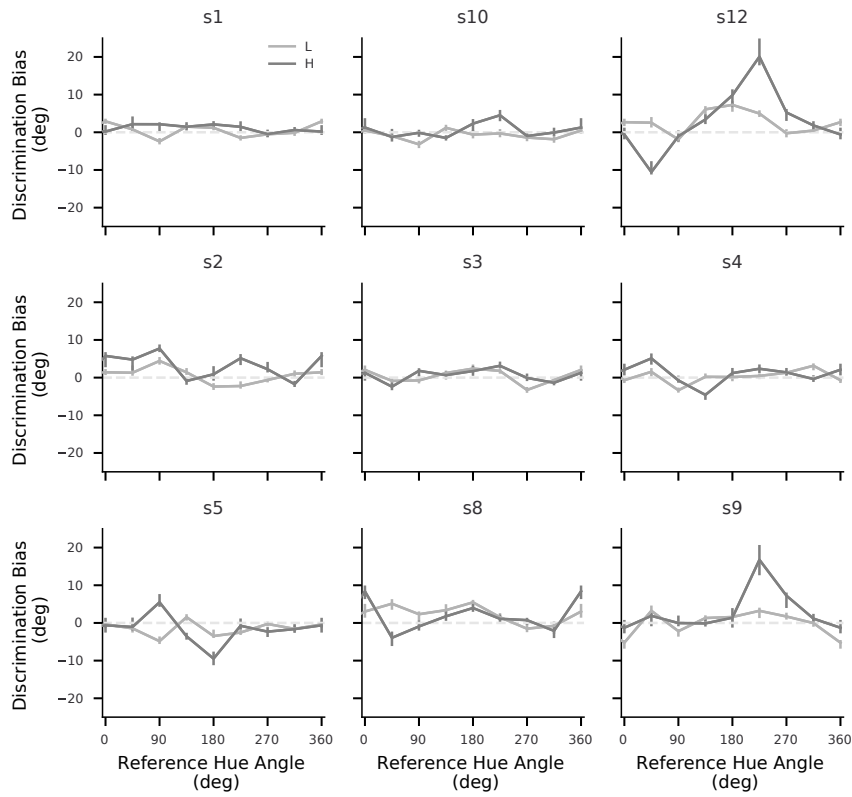 s1
s10
s12
L
H
20
10
0
−10
−20
Discrimination Bias
(deg)
s2
s3
s4
20
10
0
−10
−20
Discrimination Bias
(deg)
s5
s8
s9
20
10
0
−10
−20
Discrimination Bias
(deg)
0 90 180 270 360
0 90 180 270 360
0 90 180 270 360
Reference Hue Angle
(deg)
Reference Hue Angle
(deg)
Reference Hue Angle
(deg)